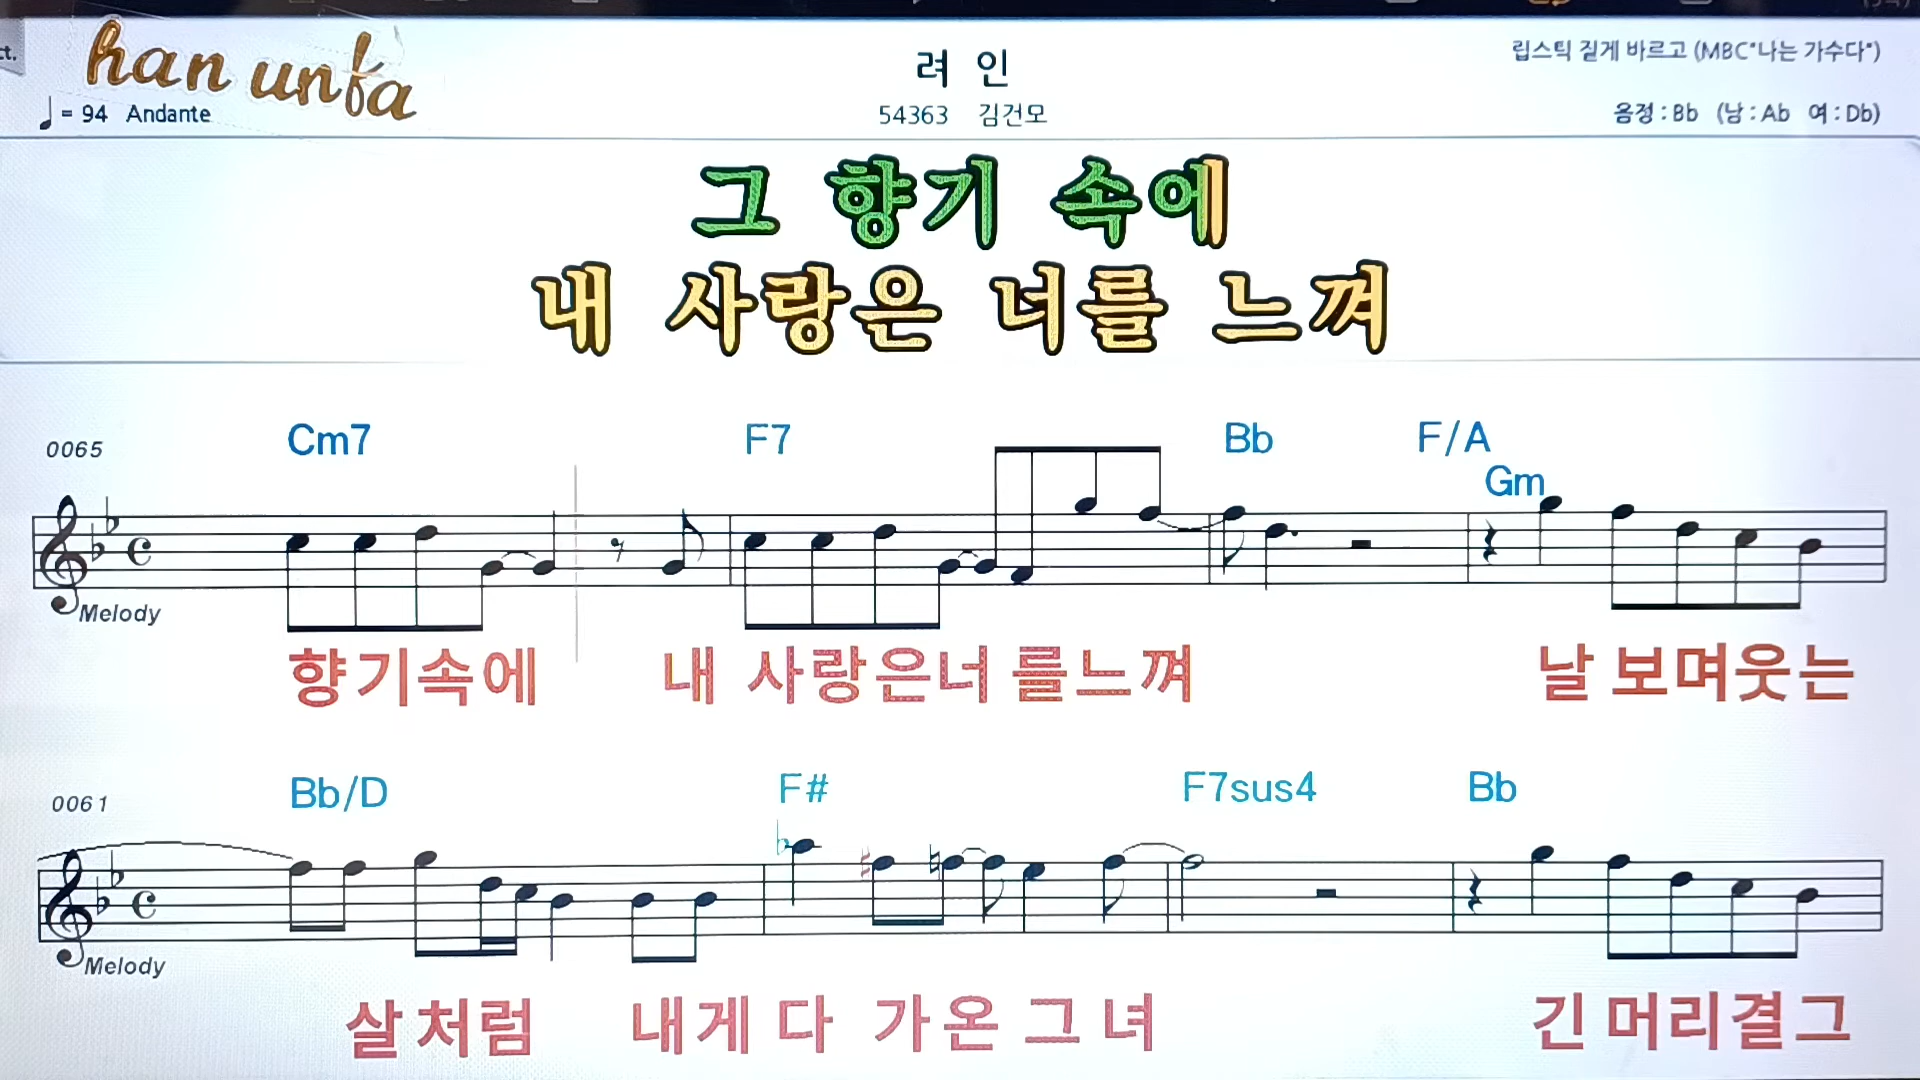 ct.
han unfa
♩ = 94 Andante
려 인
54363 김건모
립스틱 짙게 바르고 (MBC"나는 가수다")
음정 : Bb (남 : Ab 여 : Db)
그 향기 속에
내 사랑은 너를 느껴
0065
Cm7 F7 Bb F/A Gm
Melody
향기속에 내 사랑은너 를느껴 날 보며웃는
0061
Bb/D F# F7sus4 Bb
Melody
살처럼 내게 다 가온 그 녀 긴 머리결그